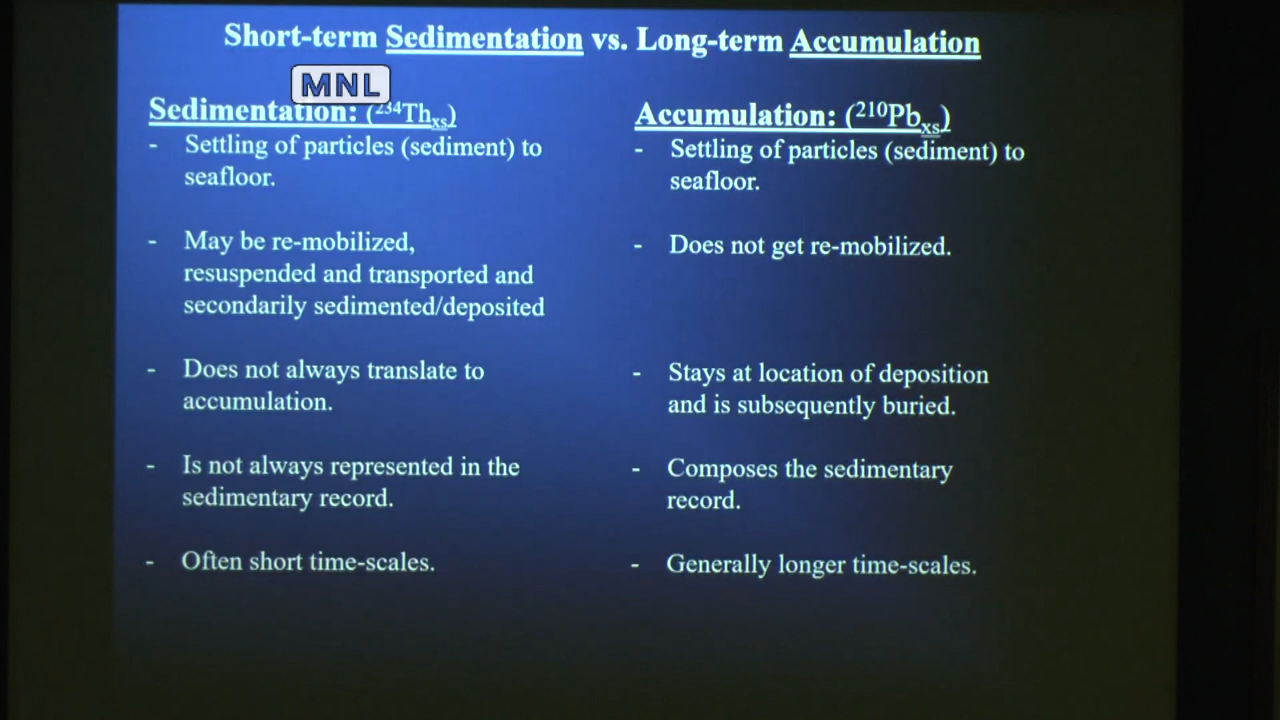 Short-term Sedimentation vs. Long-term Accumulation
MNL
Sedimentation: (²³⁴Thxs)
- Settling of particles (sediment) to
seafloor.
- May be re-mobilized,
resuspended and transported and
secondarily sedimented/deposited
- Does not always translate to
accumulation.
- Is not always represented in the
sedimentary record.
- Often short time-scales.
Accumulation: (²¹⁰Pbxs)
- Settling of particles (sediment) to
seafloor.
- Does not get re-mobilized.
- Stays at location of deposition
and is subsequently buried.
- Composes the sedimentary
record.
- Generally longer time-scales.